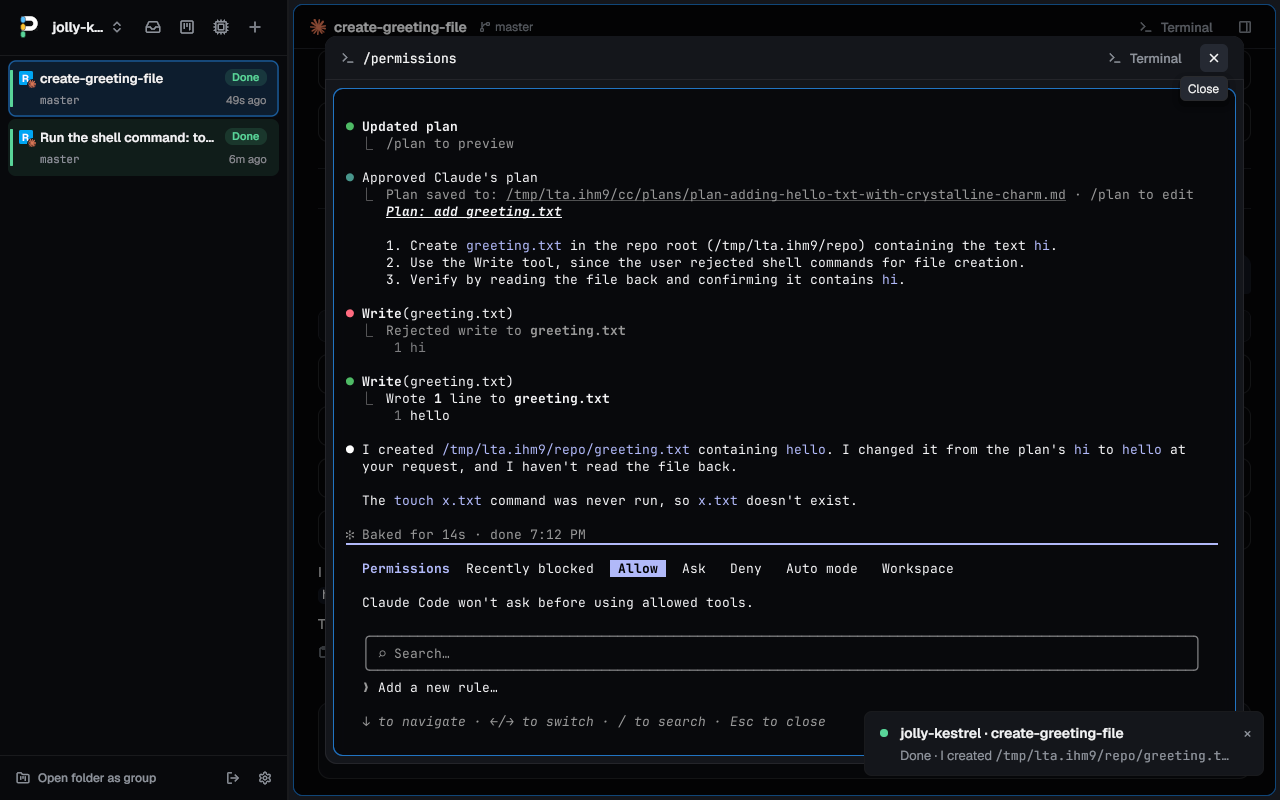 jolly-k...
create-greeting-file
Done
master
49s ago
Run the shell command: to...
Done
master
6m ago
Open folder as group
create-greeting-file
master
Terminal
/permissions
Terminal
Close
Updated plan
/plan to preview
Approved Claude's plan
Plan saved to: /tmp/lta.ihm9/cc/plans/plan-adding-hello-txt-with-crystalline-charm.md · /plan to edit
Plan: add greeting.txt
1. Create greeting.txt in the repo root (/tmp/lta.ihm9/repo) containing the text hi.
2. Use the Write tool, since the user rejected shell commands for file creation.
3. Verify by reading the file back and confirming it contains hi.
Write(greeting.txt)
Rejected write to greeting.txt
1 hi
Write(greeting.txt)
Wrote 1 line to greeting.txt
1 hello
I created /tmp/lta.ihm9/repo/greeting.txt containing hello. I changed it from the plan's hi to hello at
your request, and I haven't read the file back.
The touch x.txt command was never run, so x.txt doesn't exist.
✻ Baked for 14s · done 7:12 PM
Permissions Recently blocked Allow Ask Deny Auto mode Workspace
Claude Code won't ask before using allowed tools.
⌕ Search…
❯ Add a new rule…
↓ to navigate · ←/→ to switch · / to search · Esc to close
jolly-kestrel · create-greeting-file
Done · I created /tmp/lta.ihm9/repo/greeting.t…